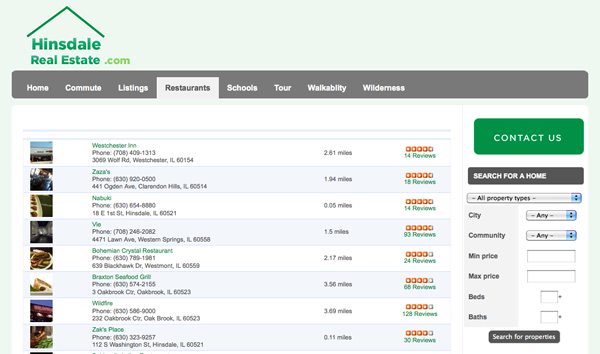 Hinsdale
Real Estate .com
Home Commute Listings Restaurants Schools Tour Walkablity Wilderness
Westchester Inn
Phone: (708) 409-1313
3069 Wolf Rd, Westchester, IL 60154
2.61 miles
14 Reviews
Zaza's
Phone: (630) 920-0500
441 Ogden Ave, Clarendon Hills, IL 60514
1.94 miles
18 Reviews
Nabuki
Phone: (630) 654-8880
18 E 1st St, Hinsdale, IL 60521
0.05 miles
14 Reviews
Vie
Phone: (708) 246-2082
4471 Lawn Ave, Western Springs, IL 60558
1.5 miles
93 Reviews
Bohemian Crystal Restaurant
Phone: (630) 789-1981
639 Blackhawk Dr, Westmont, IL 60559
2.17 miles
24 Reviews
Braxton Seafood Grill
Phone: (630) 574-2155
3 Oakbrook Ctr, Oakbrook, IL 60523
3.56 miles
68 Reviews
Wildfire
Phone: (630) 586-9000
232 Oakbrook Ctr, Oak Brook, IL 60523
3.69 miles
128 Reviews
Zak's Place
Phone: (630) 323-9257
112 S Washington St, Hinsdale, IL 60521
0.11 miles
30 Reviews
CONTACT US
SEARCH FOR A HOME
– All property types –
City – Any –
Community – Any –
Min price
Max price
Beds +
Baths +
Search for properties